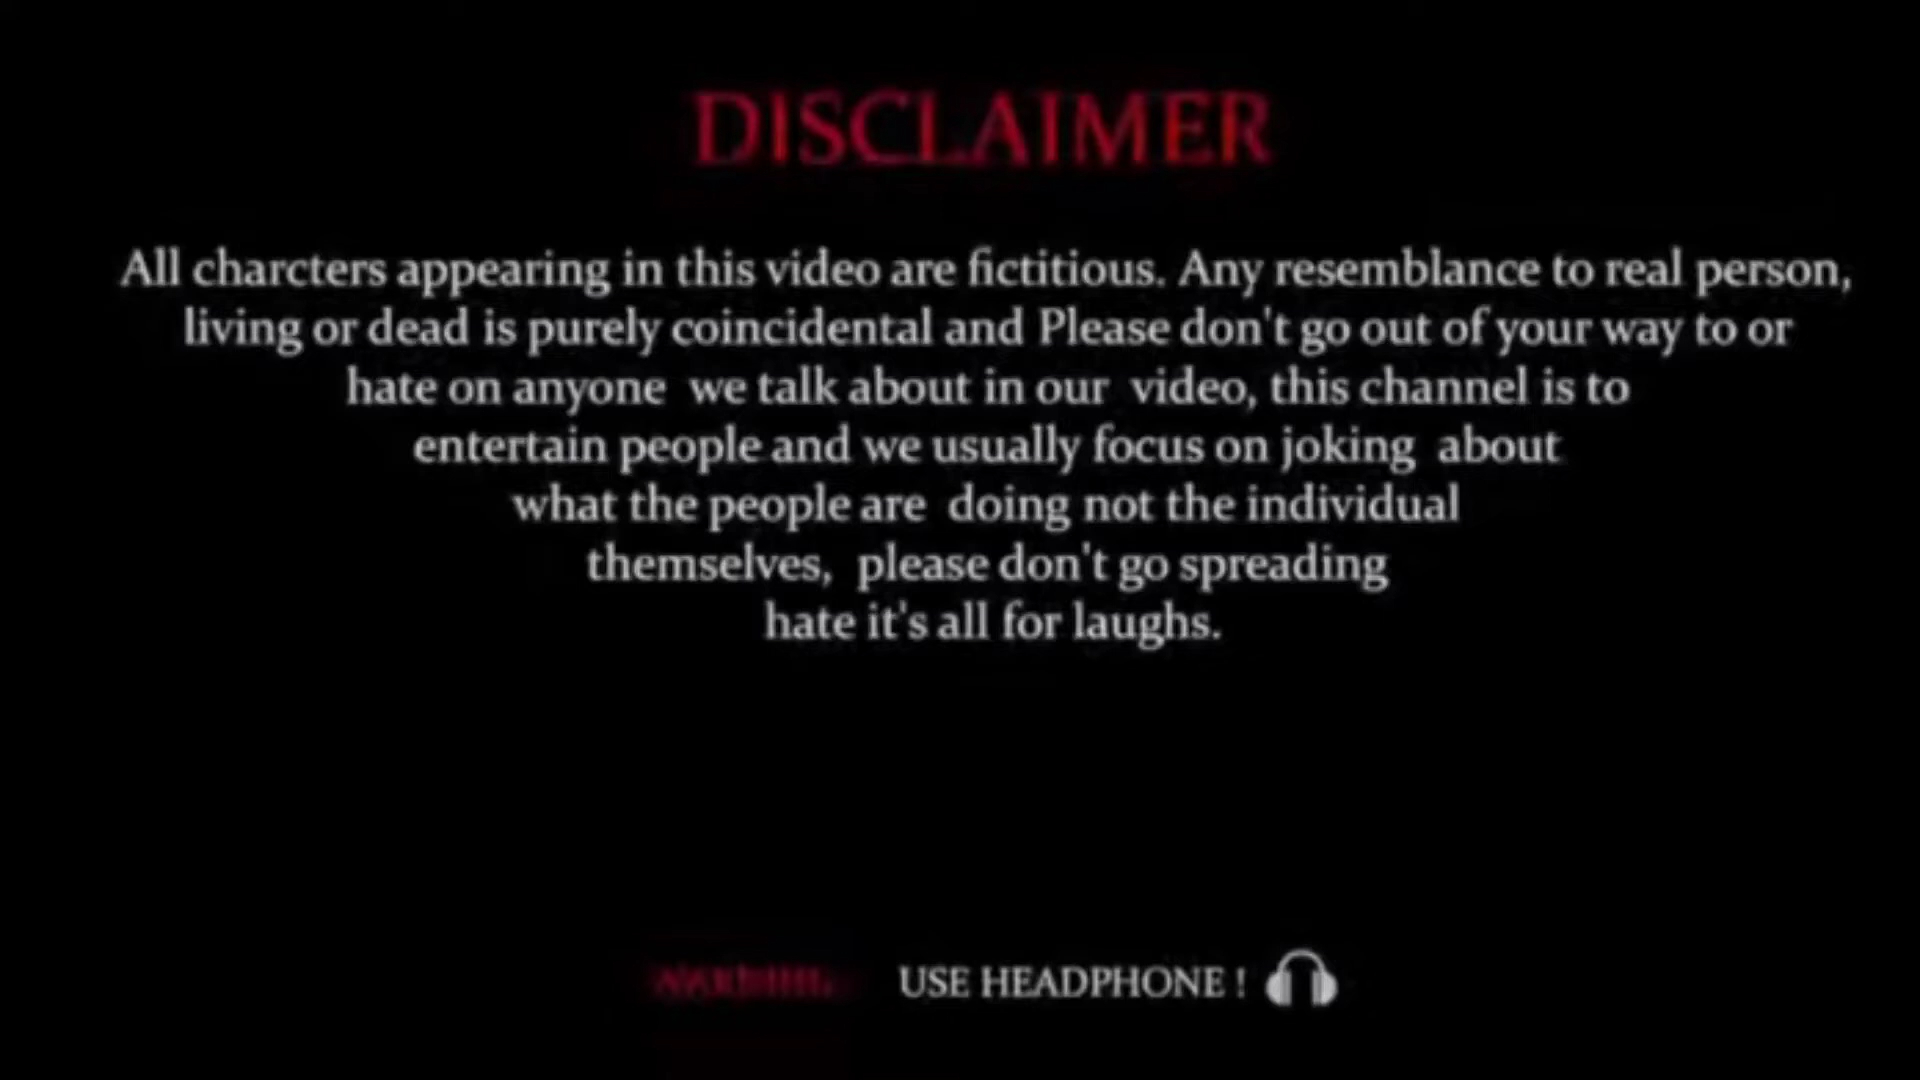 DISCLAIMER
All charcters appearing in this video are fictitious. Any resemblance to real person,
living or dead is purely coincidental and Please don't go out of your way to or
hate on anyone we talk about in our video, this channel is to
entertain people and we usually focus on joking about
what the people are doing not the individual
themselves, please don't go spreading
hate it's all for laughs.
USE HEADPHONE !